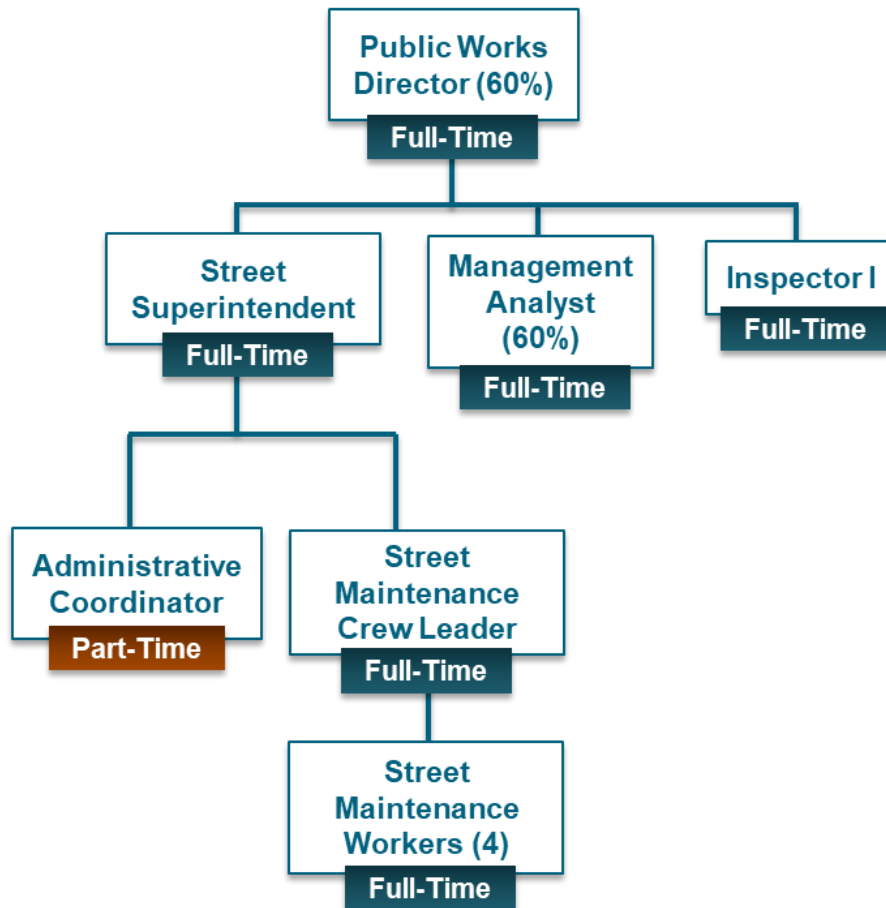 Public Works
Director (60%)
Full-Time
Street
Superintendent
Full-Time
Management
Analyst
(60%)
Full-Time
Inspector I
Full-Time
Administrative
Coordinator
Part-Time
Street
Maintenance
Crew Leader
Full-Time
Street
Maintenance
Workers (4)
Full-Time